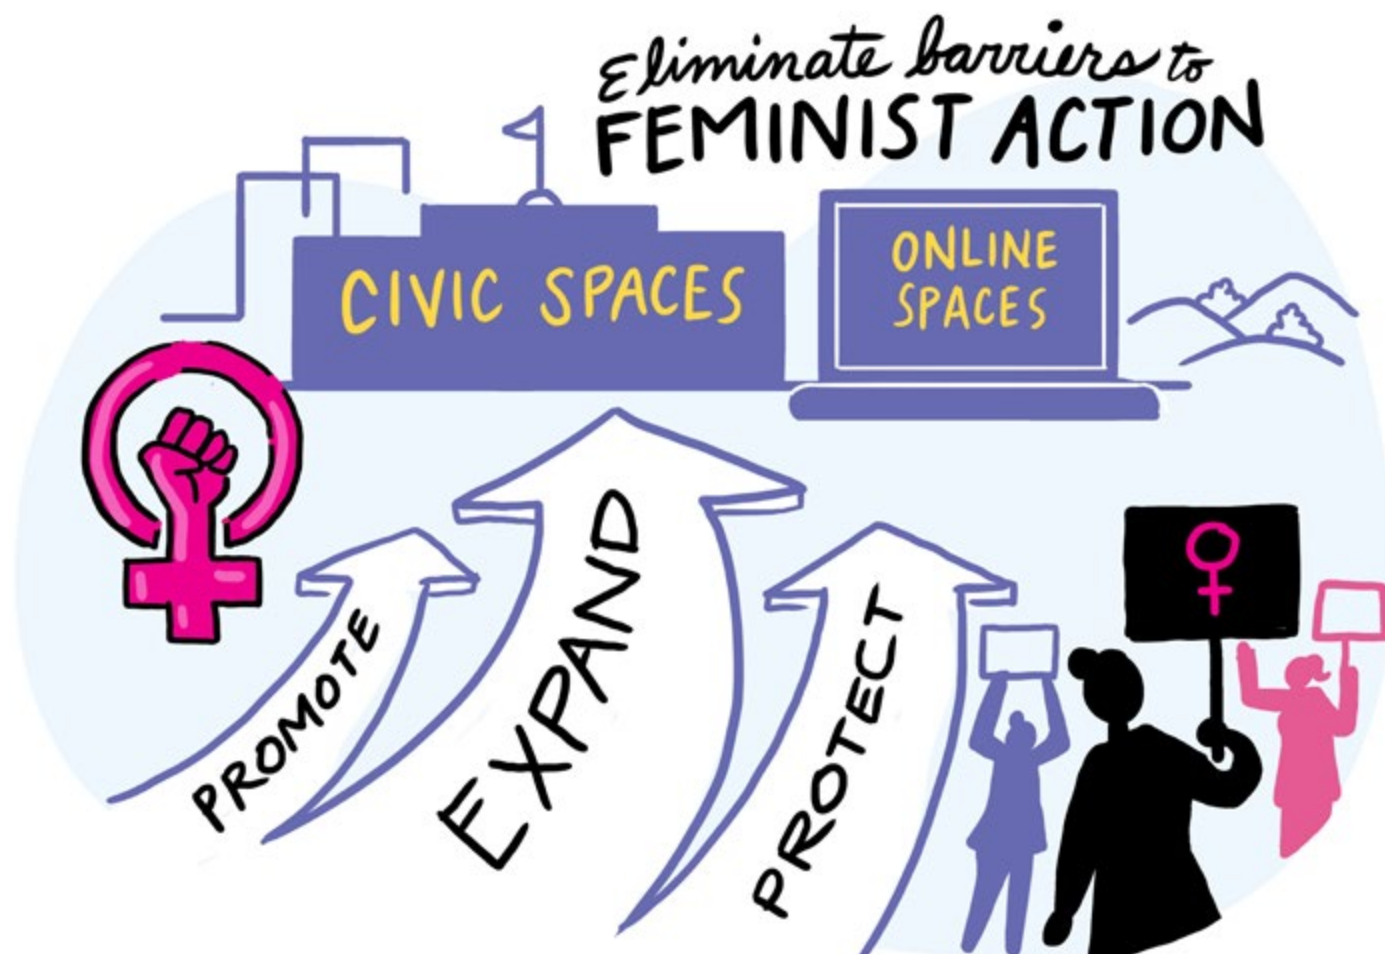 Eliminate barriers to
FEMINIST ACTION
CIVIC SPACES
ONLINE
SPACES
PROMOTE
EXPAND
PROTECT